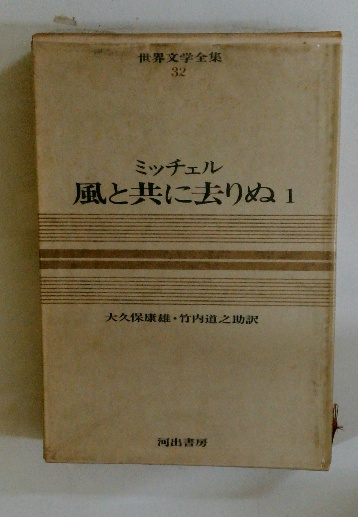 世界文学全集
32
ミッチェル
風と共に去りぬ 1
大久保康雄・竹内道之助訳
河出書房